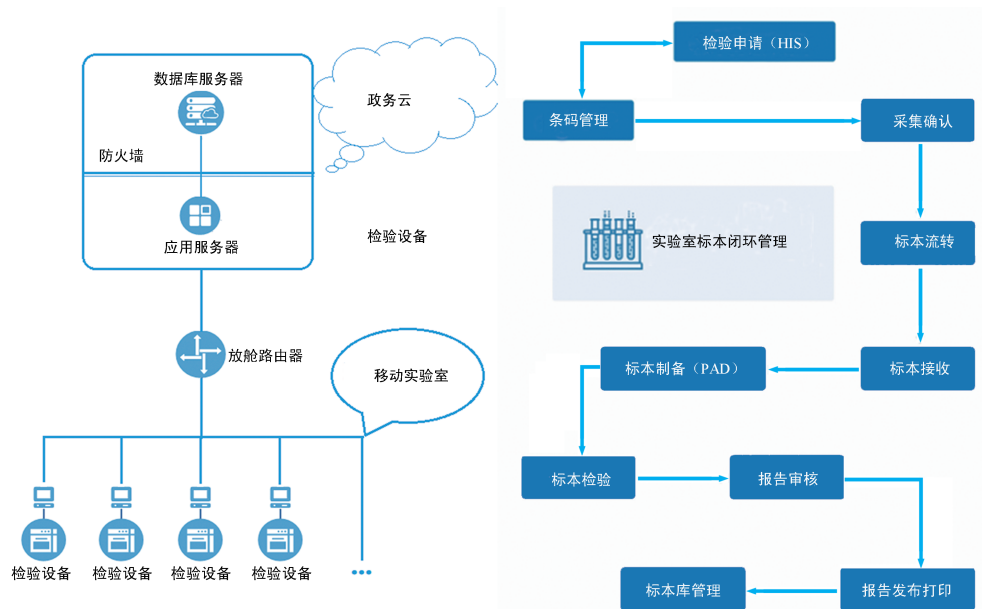 数据库服务器
政务云
防火墙
应用服务器
检验设备
放舱路由器
移动实验室
检验设备
检验设备
检验设备
检验设备
检验申请（HIS）
条码管理
采集确认
实验室标本闭环管理
标本流转
标本制备（PAD）
标本接收
标本检验
报告审核
标本库管理
报告发布打印